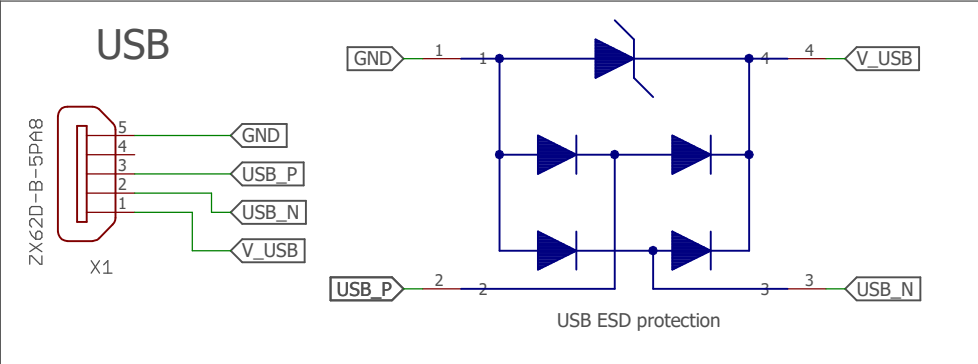 USB
ZX62D-B-5PA8
5
4
3
2
1
GND
USB_P
USB_N
V_USB
X1
GND
1
1
4
4
V_USB
USB_P
2
2
3
3
USB_N
USB ESD protection